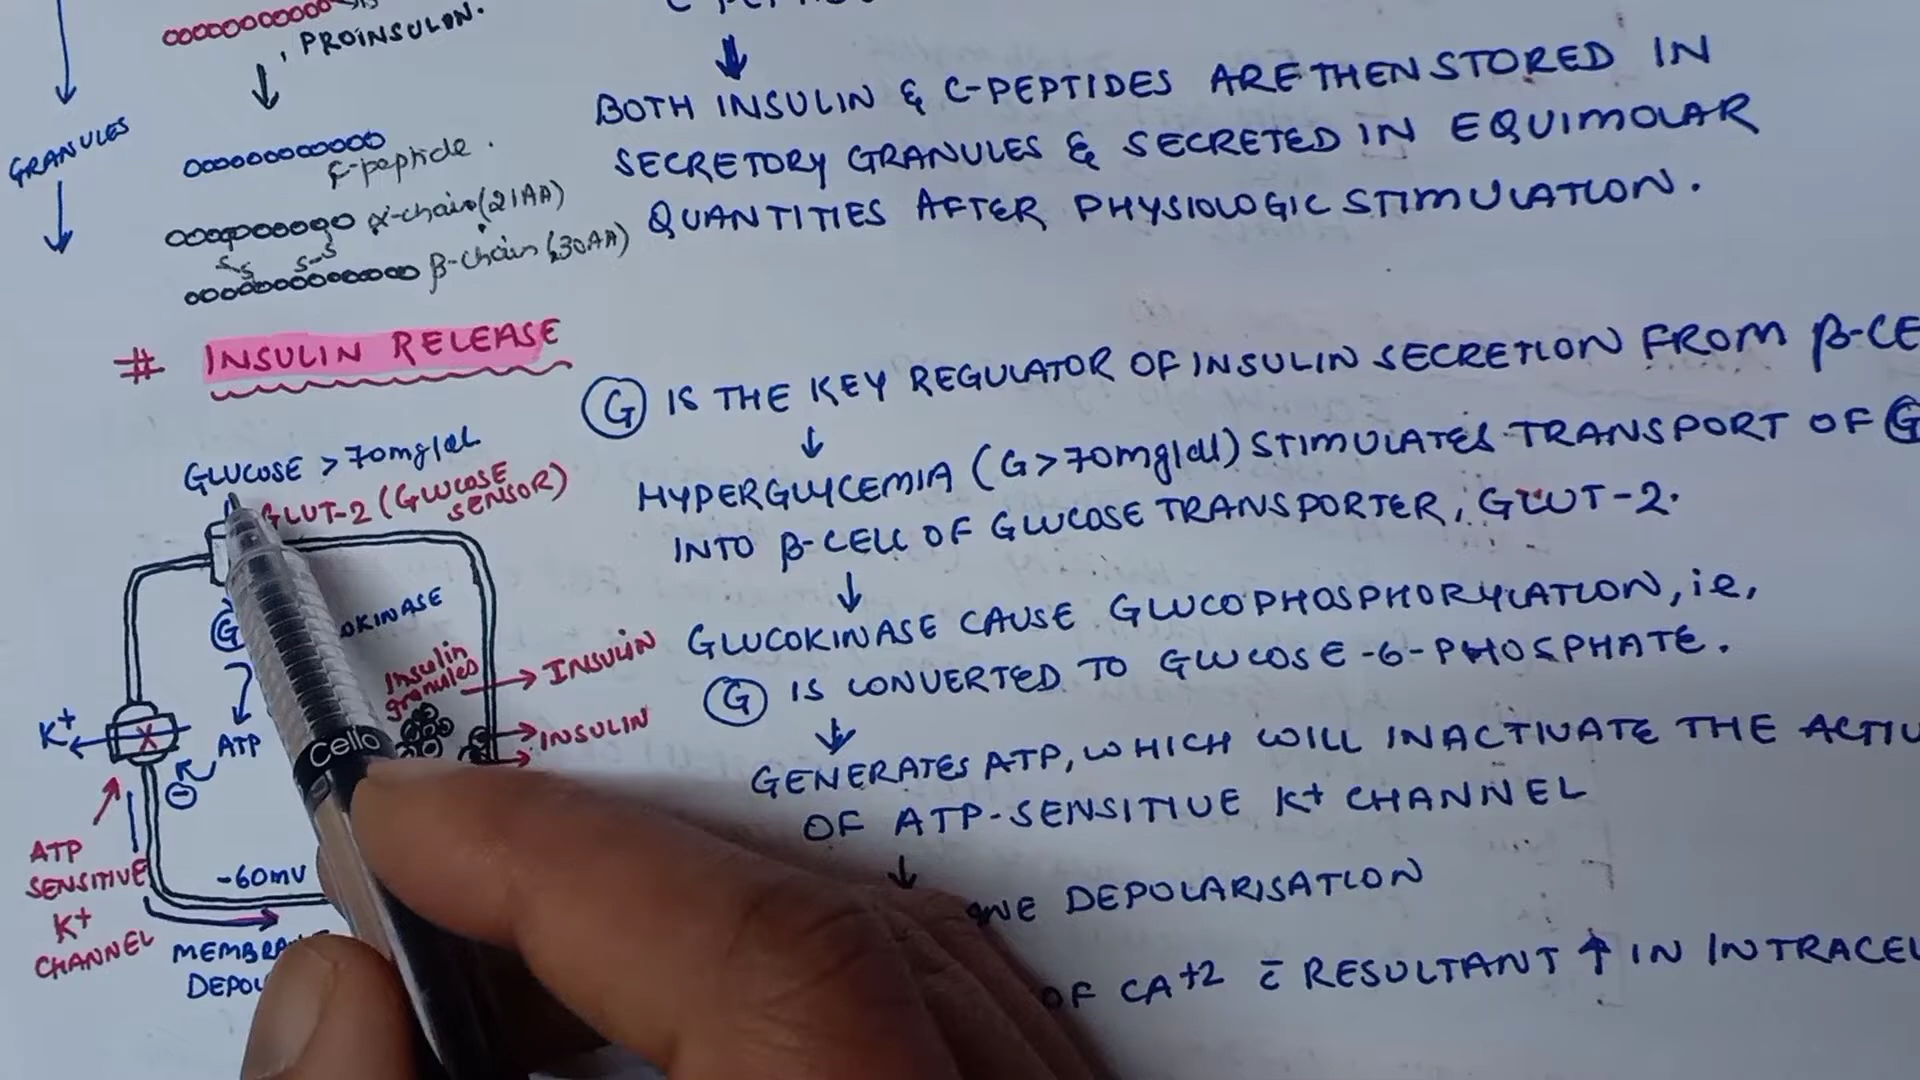 PROINSULIN.
GRANULES
C-peptide.
α-chain (21AA)
S-S S-S
β-chain (30AA)
BOTH INSULIN & C-PEPTIDES ARE THEN STORED IN
SECRETORY GRANULES & SECRETED IN EQUIMOLAR
QUANTITIES AFTER PHYSIOLOGIC STIMULATION.
# INSULIN RELEASE
GLUCOSE > 70mg/dL
GLUT-2 (GLUCOSE
SENSOR)
G
Insulin
granules
INSULIN
INSULIN
K+
X
ATP
-
ATP
SENSITIVE
K+
CHANNEL
-60mV
G IS THE KEY REGULATOR OF INSULIN SECRETION FROM β-CE
HYPERGLYCEMIA (G>70mg/dl) STIMULATES TRANSPORT OF G
INTO β-CELL OF GLUCOSE TRANSPORTER, GLUT-2.
GLUCOKINASE CAUSE GLUCOPHOSPHORYLATION, ie,
G IS CONVERTED TO GLUCOSE-6-PHOSPHATE.
GENERATES ATP, WHICH WILL INACTIVATE THE
OF ATP-SENSITIVE K+ CHANNEL
DEPOLARISATION
OF CA+2 c̄ RESULTANT ↑ IN